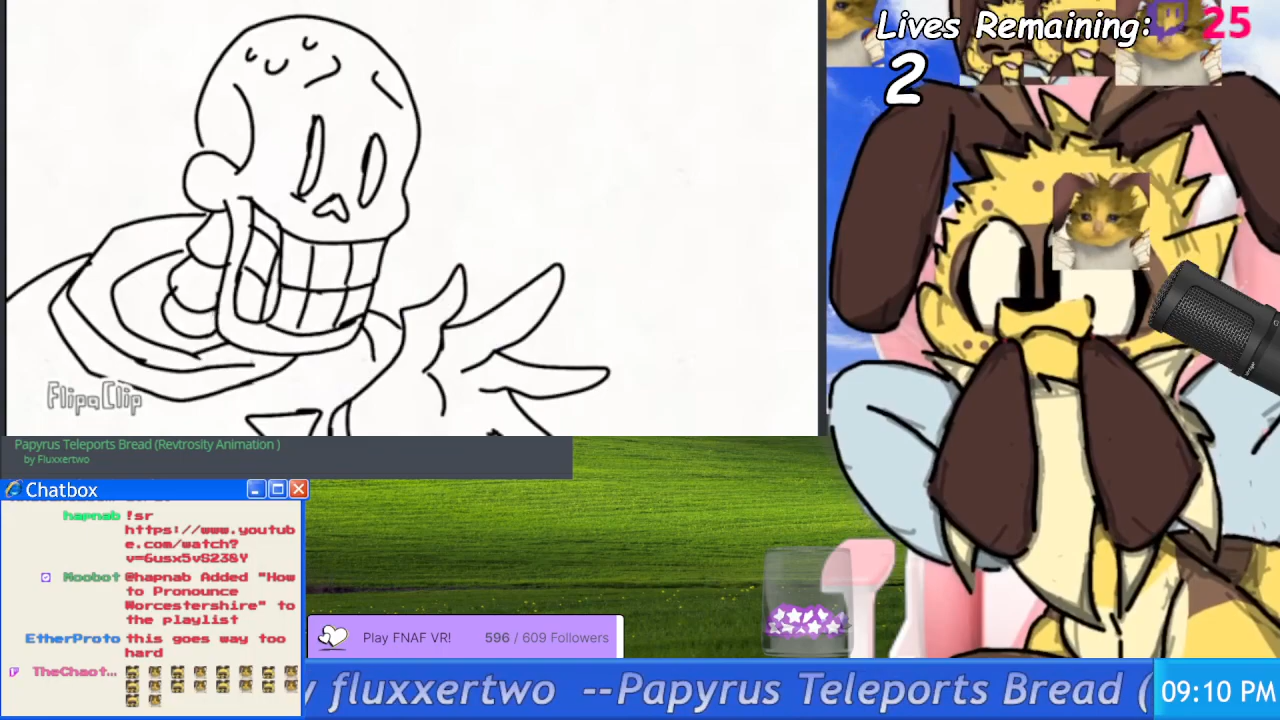 Lives Remaining:
25
2
FlipaClip
Papyrus Teleports Bread (Revtrosity Animation )
by Fluxxertwo
Chatbox
hapnab !sr
https://www.youtub
e.com/watch?
v=6usx5vS238Y
Moobot @hapnab Added "How
to Pronounce
Worcestershire" to
the playlist
EtherProto this goes way too
hard
TheChaot...
Play FNAF VR! 596 / 609 Followers
y fluxxertwo --Papyrus Teleports Bread (
09:10 PM